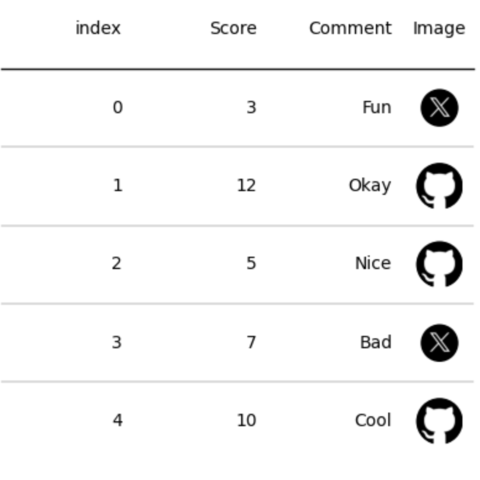 index Score Comment Image
0 3 Fun X
1 12 Okay
2 5 Nice
3 7 Bad X
4 10 Cool